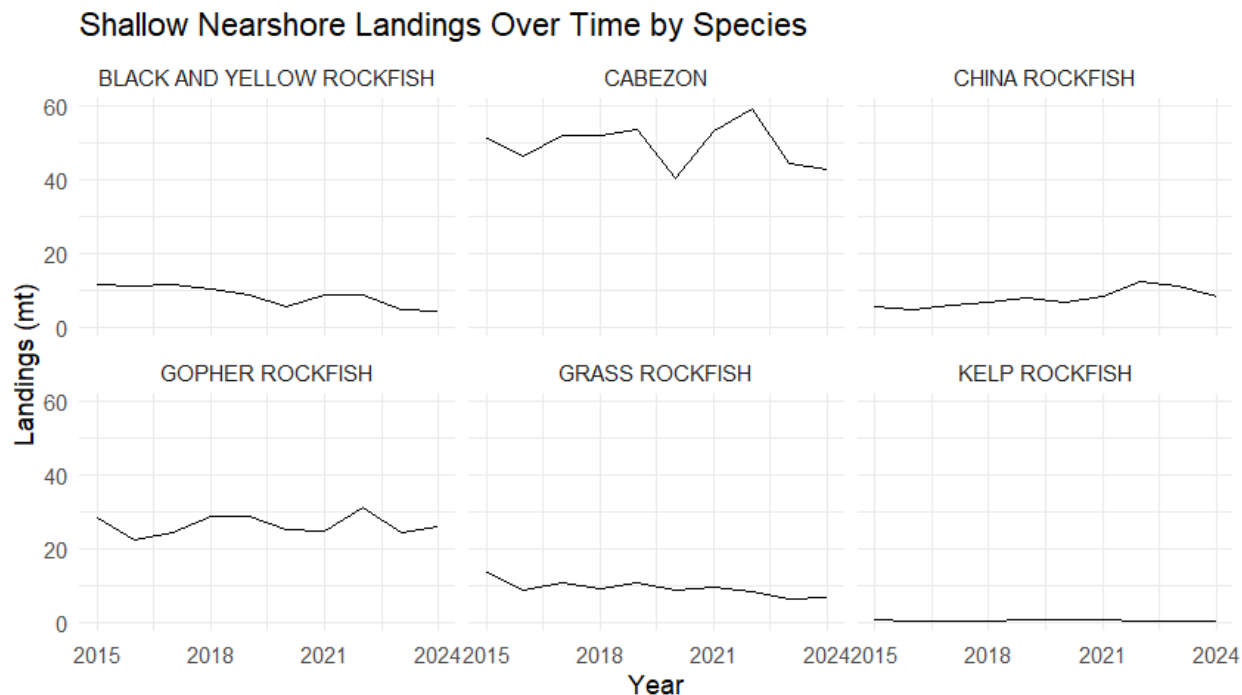 Shallow Nearshore Landings Over Time by Species
BLACK AND YELLOW ROCKFISH
CABEZON
CHINA ROCKFISH
60
40
20
0
GOPHER ROCKFISH
GRASS ROCKFISH
KELP ROCKFISH
60
40
20
0
Landings (mt)
2015 2018 2021 2024
2015 2018 2021 2024
2015 2018 2021 2024
Year